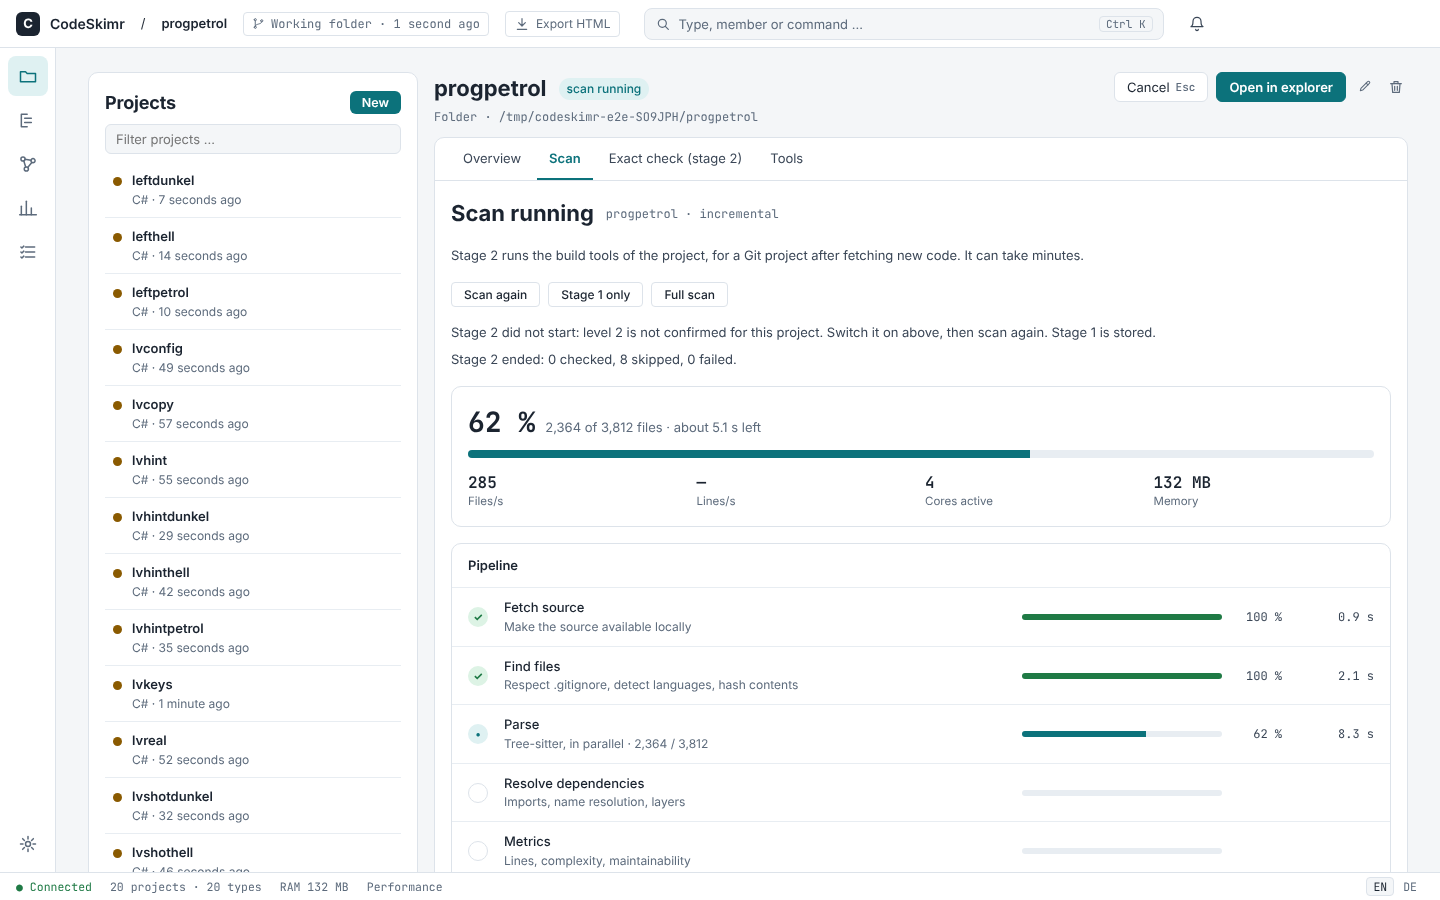 C CodeSkimr / progpetrol Working folder · 1 second ago Export HTML Type, member or command ... Ctrl K
Projects New
Filter projects ...
leftdunkel
C# · 7 seconds ago
lefthell
C# · 14 seconds ago
leftpetrol
C# · 10 seconds ago
lvconfig
C# · 49 seconds ago
lvcopy
C# · 57 seconds ago
lvhint
C# · 55 seconds ago
lvhintdunkel
C# · 29 seconds ago
lvhinthell
C# · 42 seconds ago
lvhintpetrol
C# · 35 seconds ago
lvkeys
C# · 1 minute ago
lvreal
C# · 52 seconds ago
lvshotdunkel
C# · 32 seconds ago
lvshothell
C# · 46 seconds ago
progpetrol scan running Cancel Esc Open in explorer
Folder · /tmp/codeskimr-e2e-SO9JPH/progpetrol
Overview Scan Exact check (stage 2) Tools
Scan running progpetrol · incremental
Stage 2 runs the build tools of the project, for a Git project after fetching new code. It can take minutes.
Scan again Stage 1 only Full scan
Stage 2 did not start: level 2 is not confirmed for this project. Switch it on above, then scan again. Stage 1 is stored.
Stage 2 ended: 0 checked, 8 skipped, 0 failed.
62 % 2,364 of 3,812 files · about 5.1 s left
285 – 4 132 MB
Files/s Lines/s Cores active Memory
Pipeline
Fetch source
Make the source available locally
100 % 0.9 s
Find files
Respect .gitignore, detect languages, hash contents
100 % 2.1 s
Parse
Tree-sitter, in parallel · 2,364 / 3,812
62 % 8.3 s
Resolve dependencies
Imports, name resolution, layers
Metrics
Lines, complexity, maintainability
Connected 20 projects · 20 types RAM 132 MB Performance EN DE